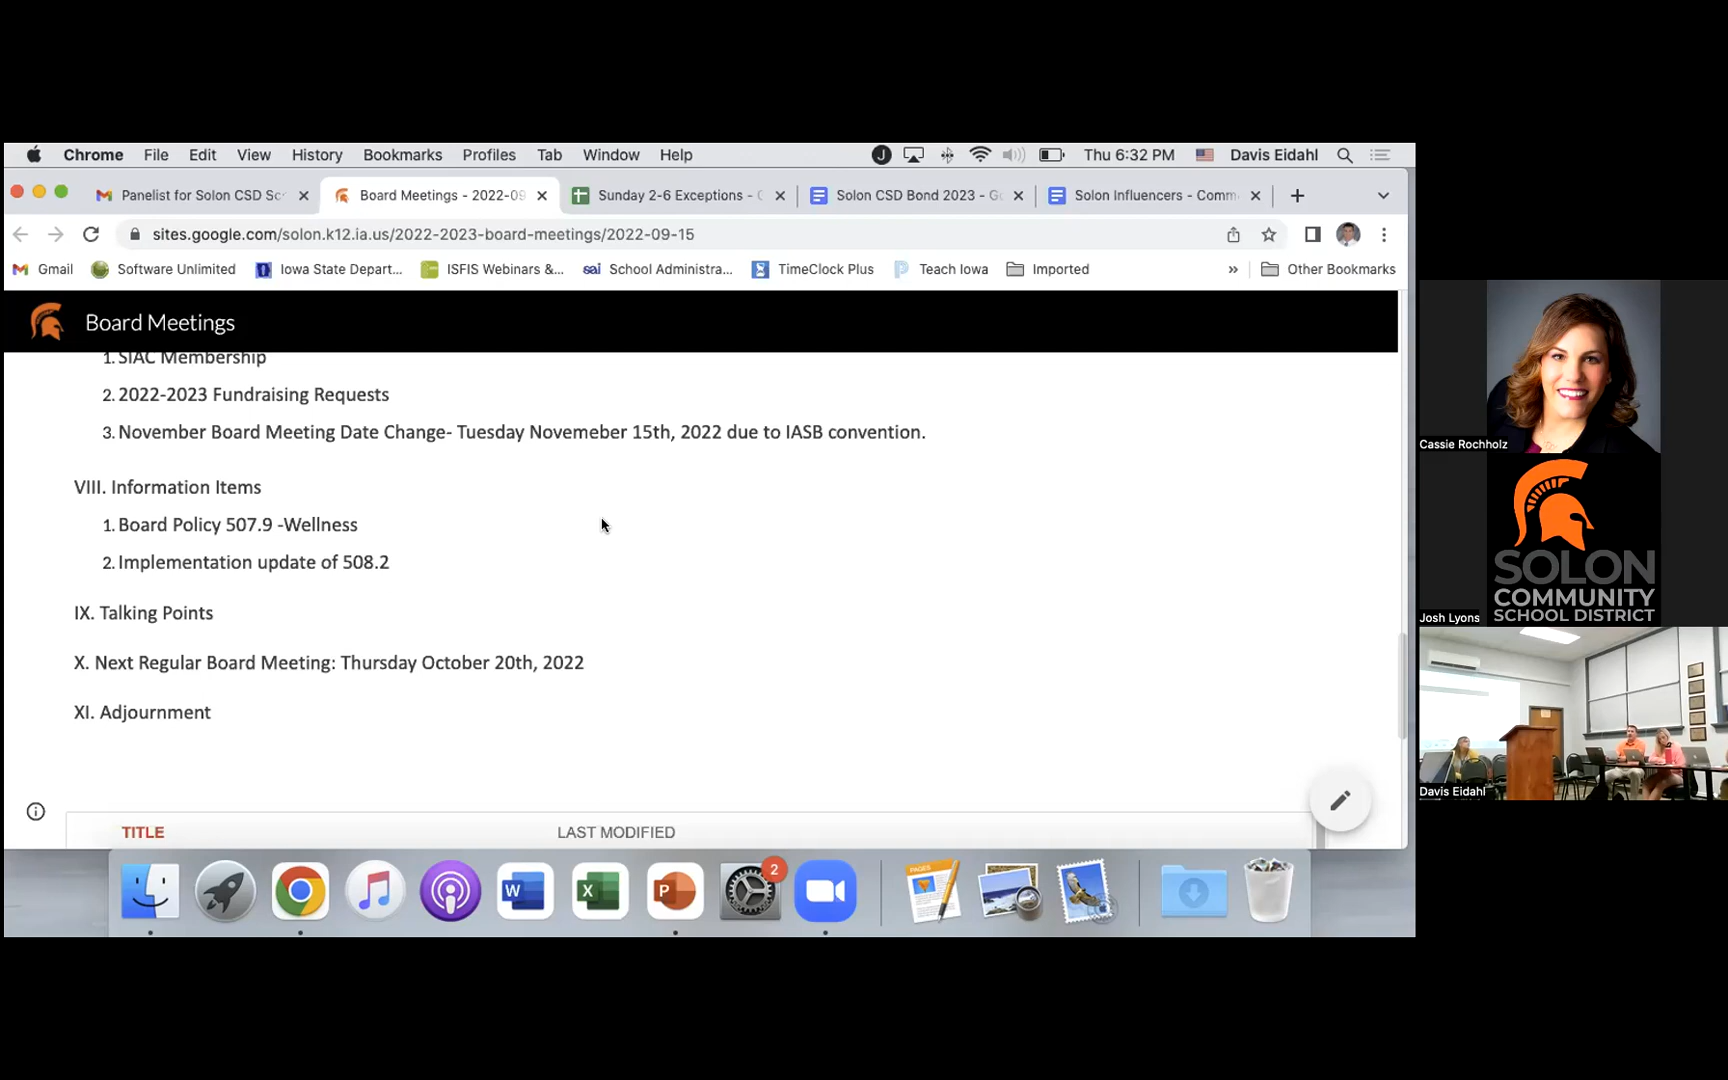 Chrome File Edit View History Bookmarks Profiles Tab Window Help J Thu 6:32 PM Davis Eidahl
Panelist for Solon CSD Sc
Board Meetings - 2022-09
Sunday 2-6 Exceptions -
Solon CSD Bond 2023 - Go
Solon Influencers - Comm
sites.google.com/solon.k12.ia.us/2022-2023-board-meetings/2022-09-15
Gmail Software Unlimited Iowa State Depart... ISFIS Webinars &... sai School Administra... TimeClock Plus Teach Iowa Imported » Other Bookmarks
Board Meetings
1. SIAC Membership
2. 2022-2023 Fundraising Requests
3. November Board Meeting Date Change- Tuesday Novemeber 15th, 2022 due to IASB convention.
VIII. Information Items
1. Board Policy 507.9 -Wellness
2. Implementation update of 508.2
IX. Talking Points
X. Next Regular Board Meeting: Thursday October 20th, 2022
XI. Adjournment
TITLE LAST MODIFIED
W X P 2 PAGES
Cassie Rochholz
SOLON
COMMUNITY
SCHOOL DISTRICT
Josh Lyons
Davis Eidahl